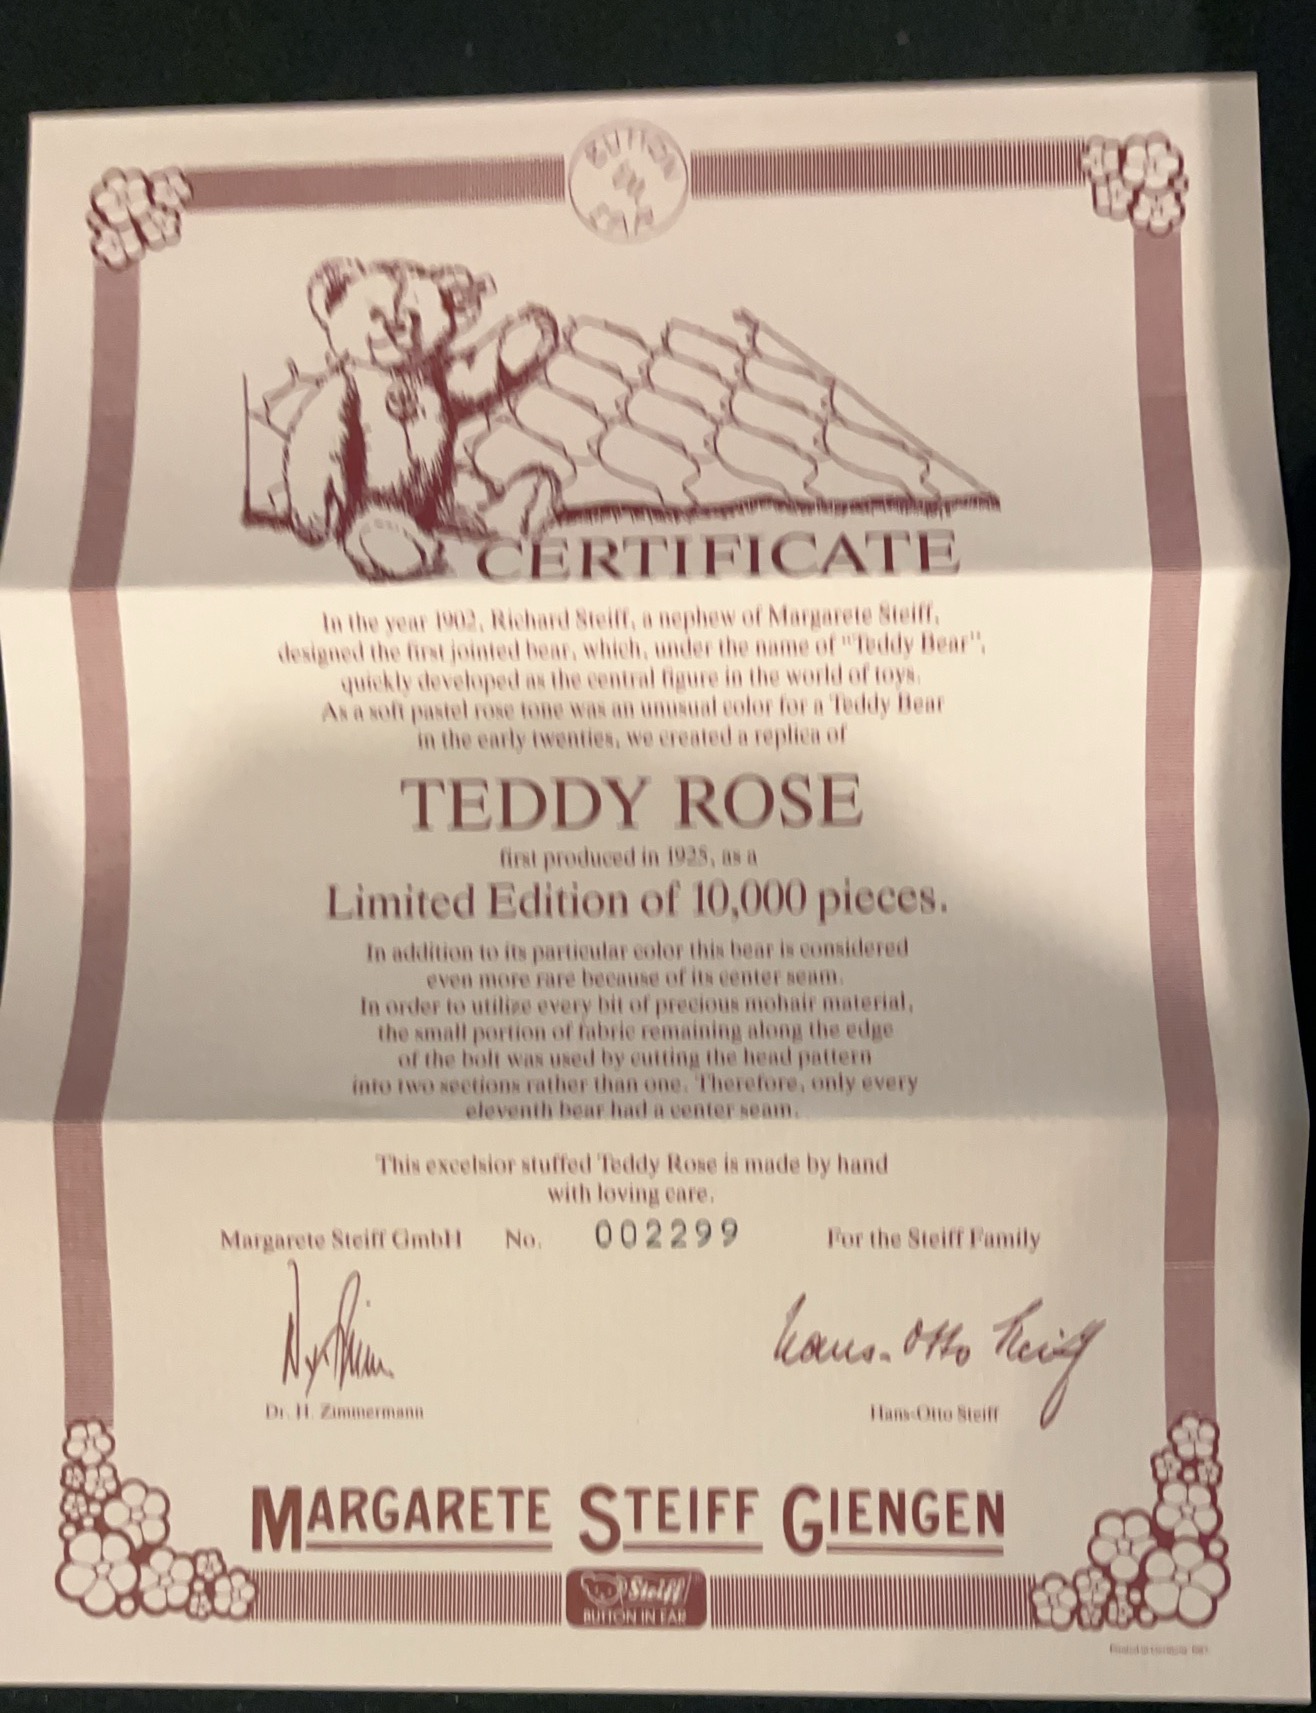 BUTTON
IN
EAR
CERTIFICATE
In the year 1902, Richard Steiff, a nephew of Margarete Steiff,
designed the first jointed bear, which, under the name of "Teddy Bear",
quickly developed as the central figure in the world of toys.
As a soft pastel rose tone was an unusual color for a Teddy Bear
in the early twenties, we created a replica of
TEDDY ROSE
first produced in 1925, as a
Limited Edition of 10,000 pieces.
In addition to its particular color this bear is considered
even more rare because of its center seam.
In order to utilize every bit of precious mohair material,
the small portion of fabric remaining along the edge
of the bolt was used by cutting the head pattern
into two sections rather than one. Therefore, only every
eleventh bear had a center seam.
This excelsior stuffed Teddy Rose is made by hand
with loving care.
Margarete Steiff GmbH No. 002299 For the Steiff Family
Hans-Otto Steiff
Dr. H. Zimmermann Hans-Otto Steiff
MARGARETE STEIFF GIENGEN
Steiff
BUTTON IN EAR